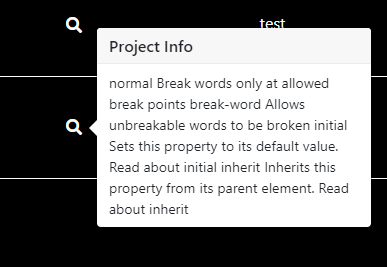 test
Project Info
normal Break words only at allowed
break points break-word Allows
unbreakable words to be broken initial
Sets this property to its default value.
Read about initial inherit Inherits this
property from its parent element. Read
about inherit